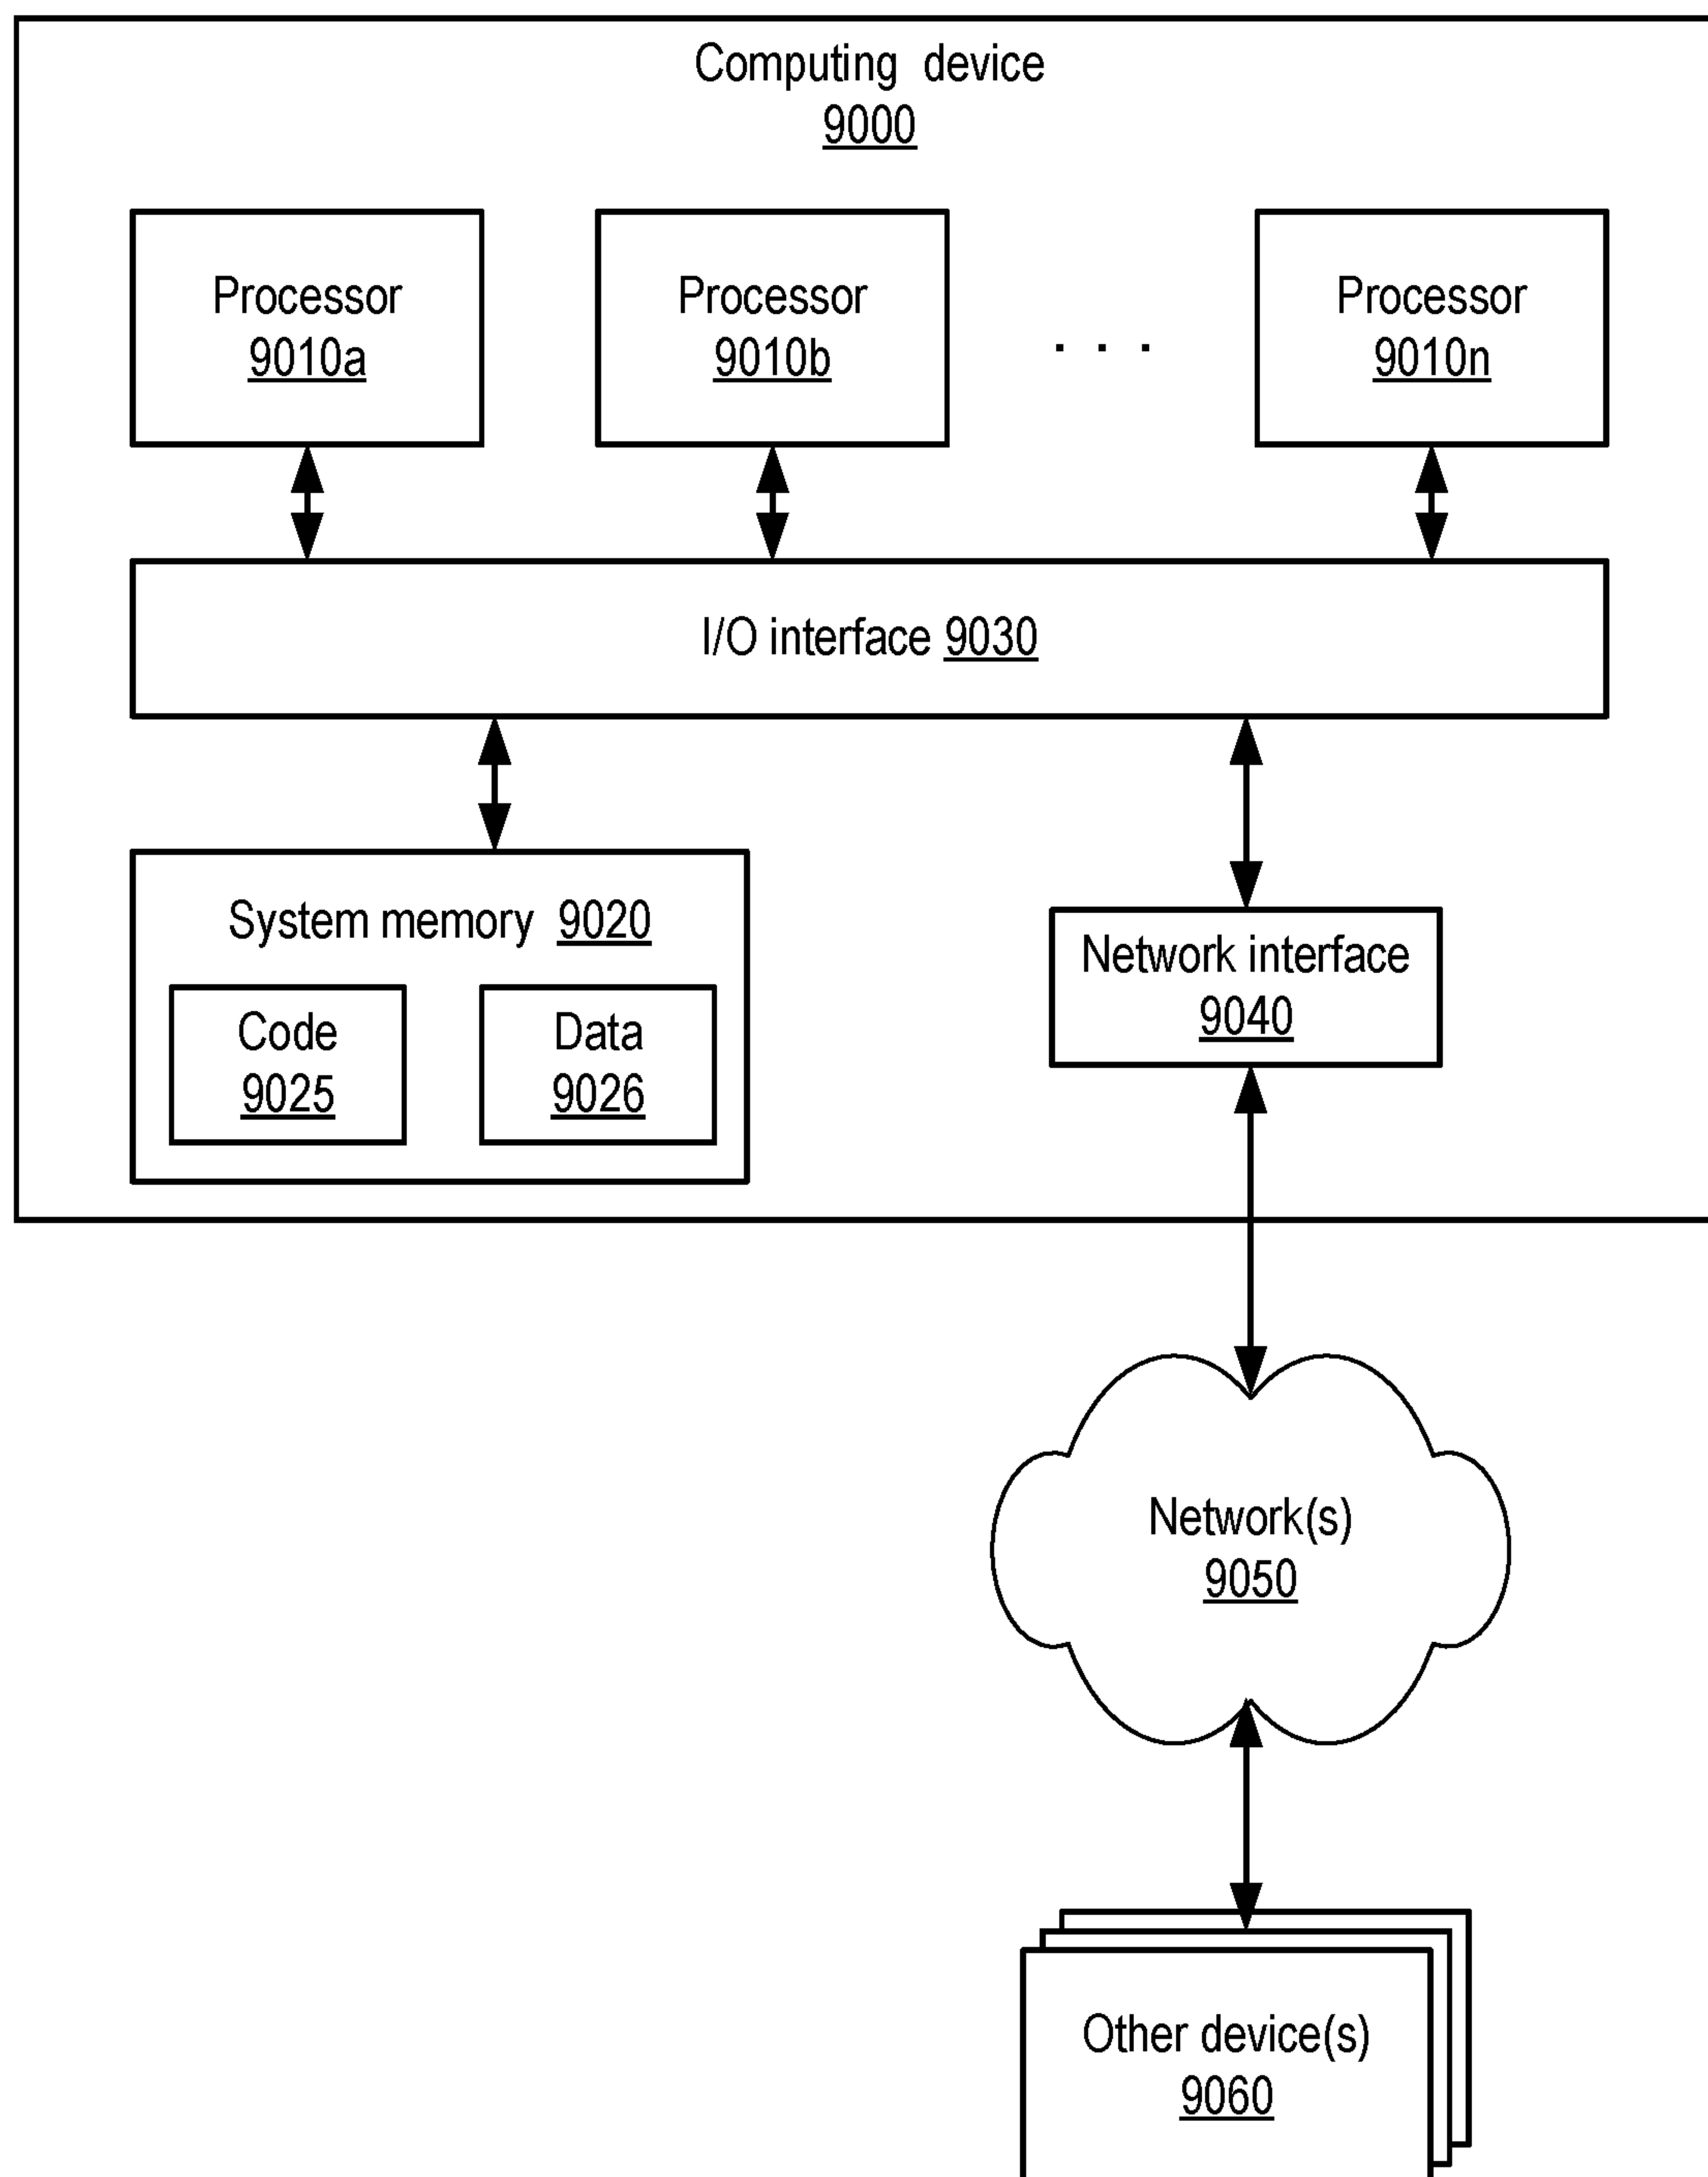 Computing device
9000
Processor
9010a
Processor
9010b
. . .
Processor
9010n
I/O interface 9030
System memory 9020
Code
9025
Data
9026
Network interface
9040
Network(s)
9050
Other device(s)
9060